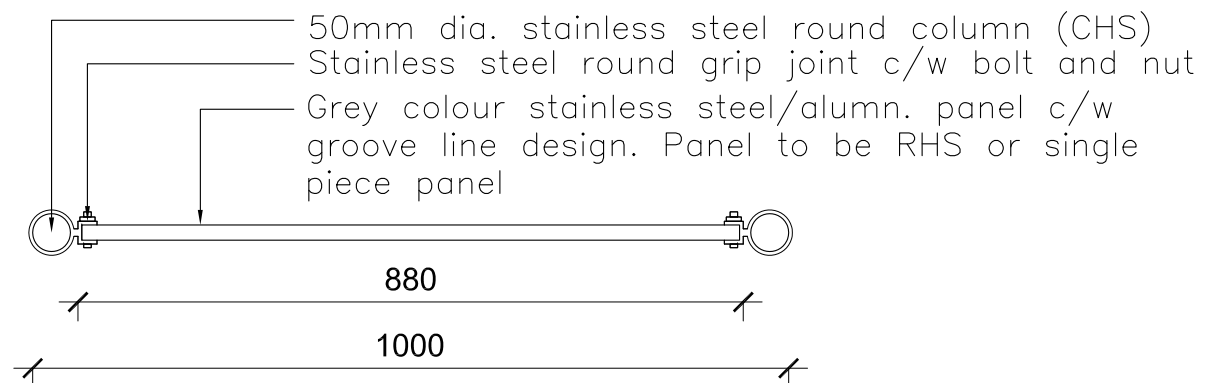 50mm dia. stainless steel round column (CHS)
Stainless steel round grip joint c/w bolt and nut
Grey colour stainless steel/alumn. panel c/w
groove line design. Panel to be RHS or single
piece panel
880
1000